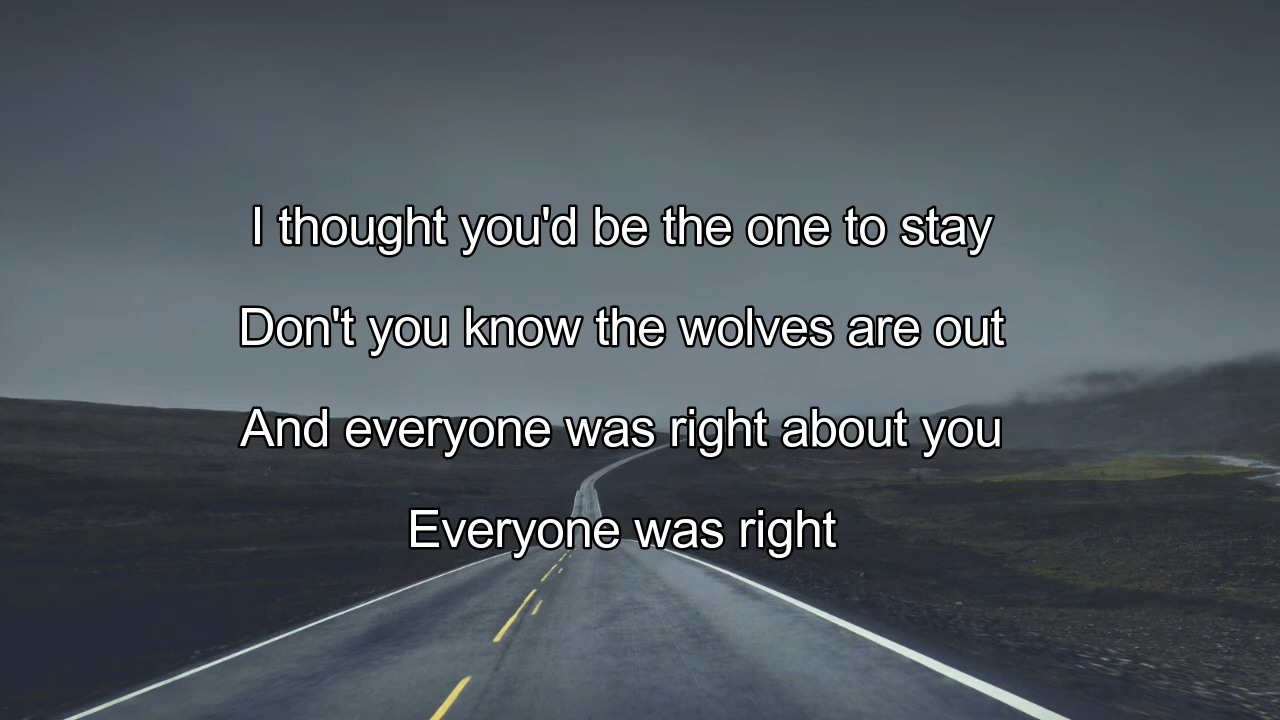 I thought you'd be the one to stay
Don't you know the wolves are out
And everyone was right about you
Everyone was right